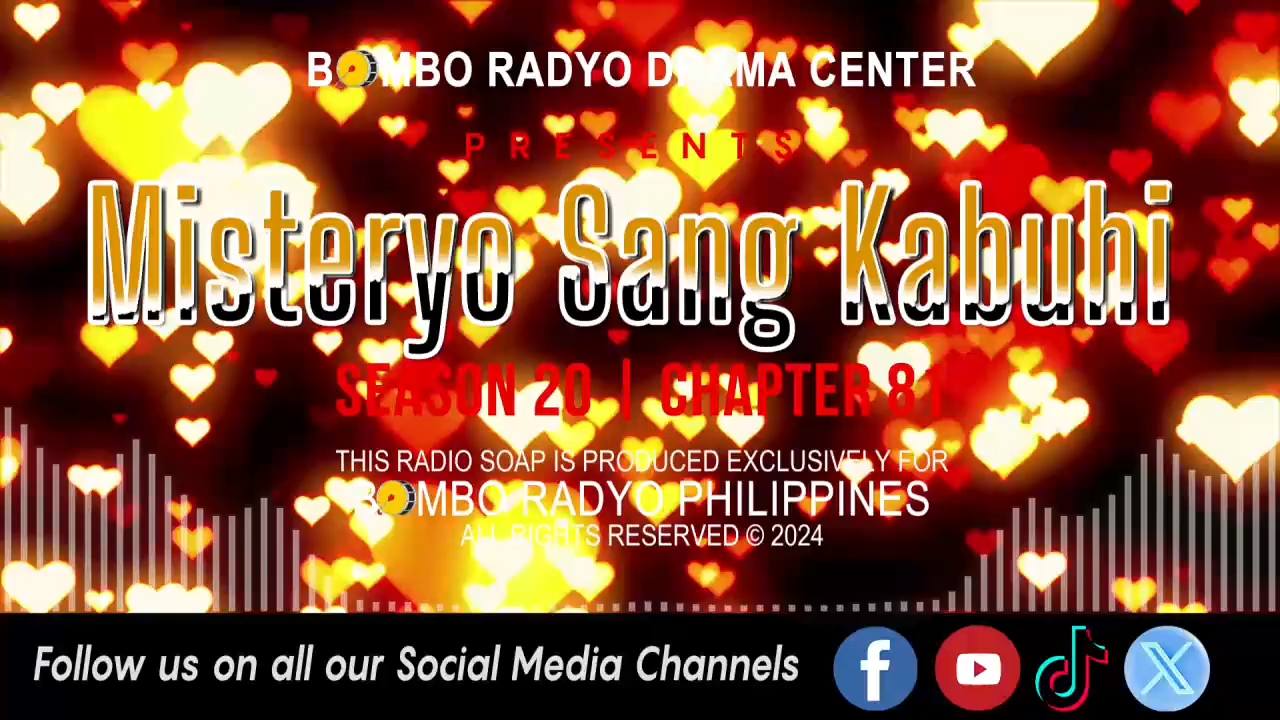 BOMBO RADYO DRAMA CENTER
PRESENTS
Misteryo Sang Kabuhi
SEASON 20 | CHAPTER 81
THIS RADIO SOAP IS PRODUCED EXCLUSIVELY FOR
BOMBO RADYO PHILIPPINES
ALL RIGHTS RESERVED © 2024
Follow us on all our Social Media Channels